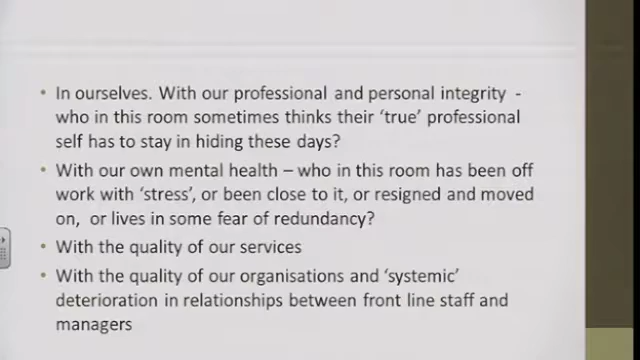 • In ourselves. With our professional and personal integrity -
who in this room sometimes thinks their ‘true’ professional
self has to stay in hiding these days?
• With our own mental health – who in this room has been off
work with ‘stress’, or been close to it, or resigned and moved
on, or lives in some fear of redundancy?
• With the quality of our services
• With the quality of our organisations and ‘systemic’
deterioration in relationships between front line staff and
managers